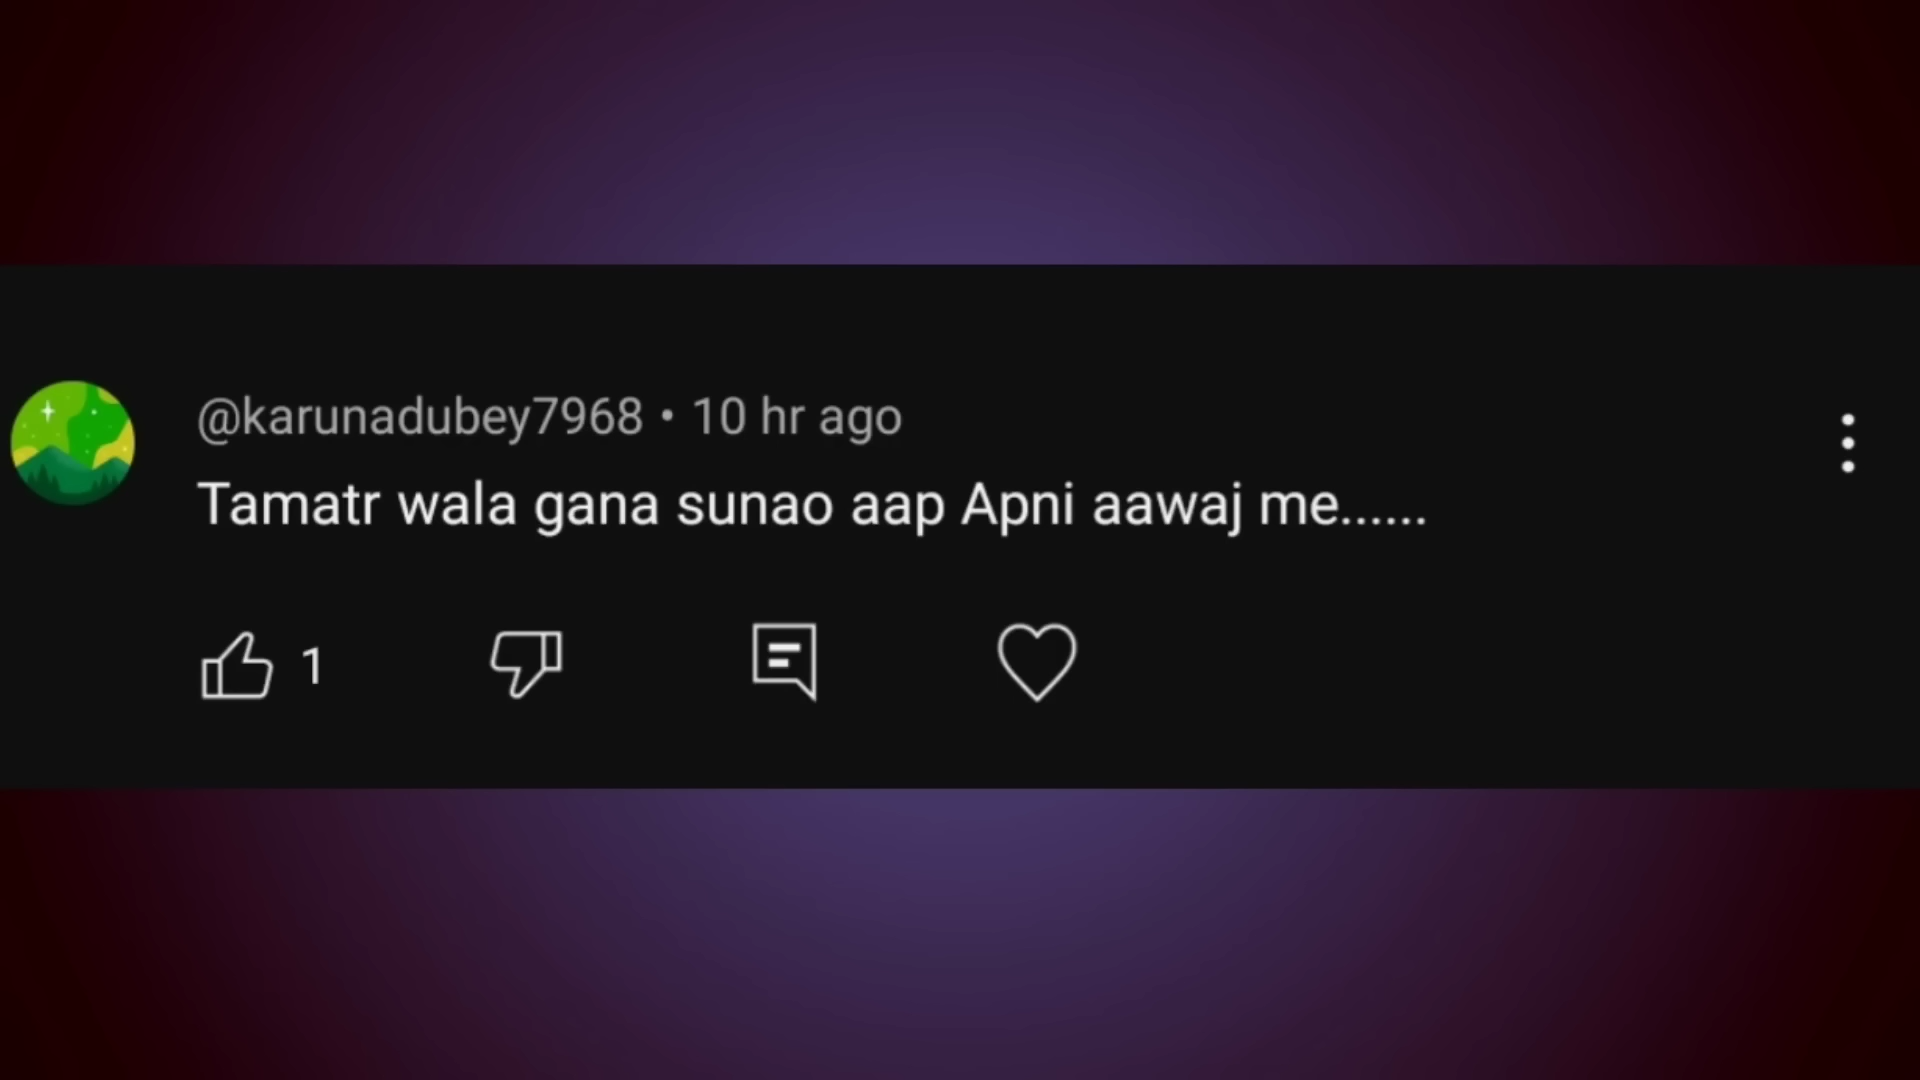 @karunadubey7968 • 10 hr ago
Tamatr wala gana sunao aap Apni aawaj me......
1